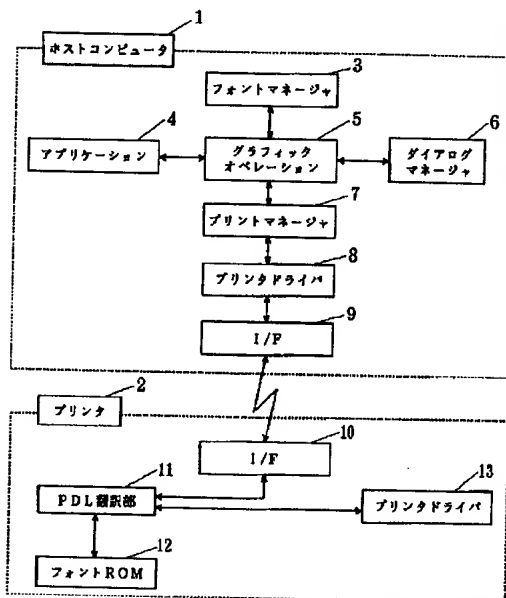 1
ホストコンピュータ
3
フォントマネージャ
4
5
6
アプリケーション
グラフィック
オペレーション
ダイアログ
マネージャ
7
プリントマネージャ
8
プリンタドライバ
9
I/F
2
プリンタ
10
I/F
11
13
PDL翻訳部
プリンタドライバ
12
フォントROM